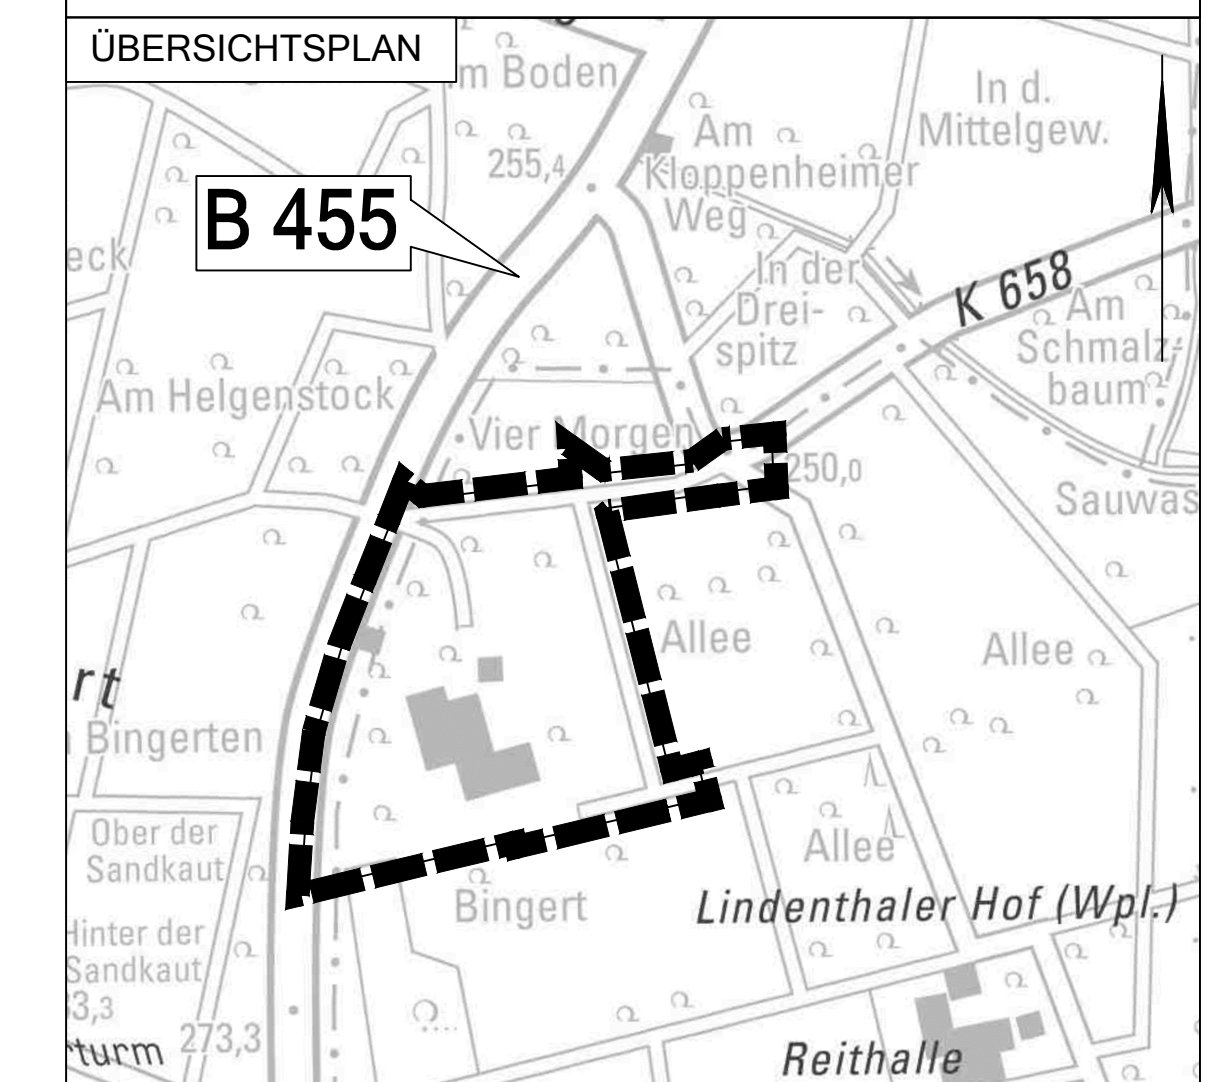 ÜBERSICHTSPLAN
m Boden
In d.
Mittelgew.
Am
Kloppenheimer
Weg
255,4
B 455
eck
In der
Drei-
spitz
K 658
Am
Schmalz-
baum
Am Helgenstock
Vier Morgen
250,0
Sauwas
Allee
Allee
rt
Bingerten
Ober der
Sandkaut
Allee
Bingert
Lindenthaler Hof (Wpl.)
Hinter der
Sandkaut
3,3
rturm
273,3
Reithalle